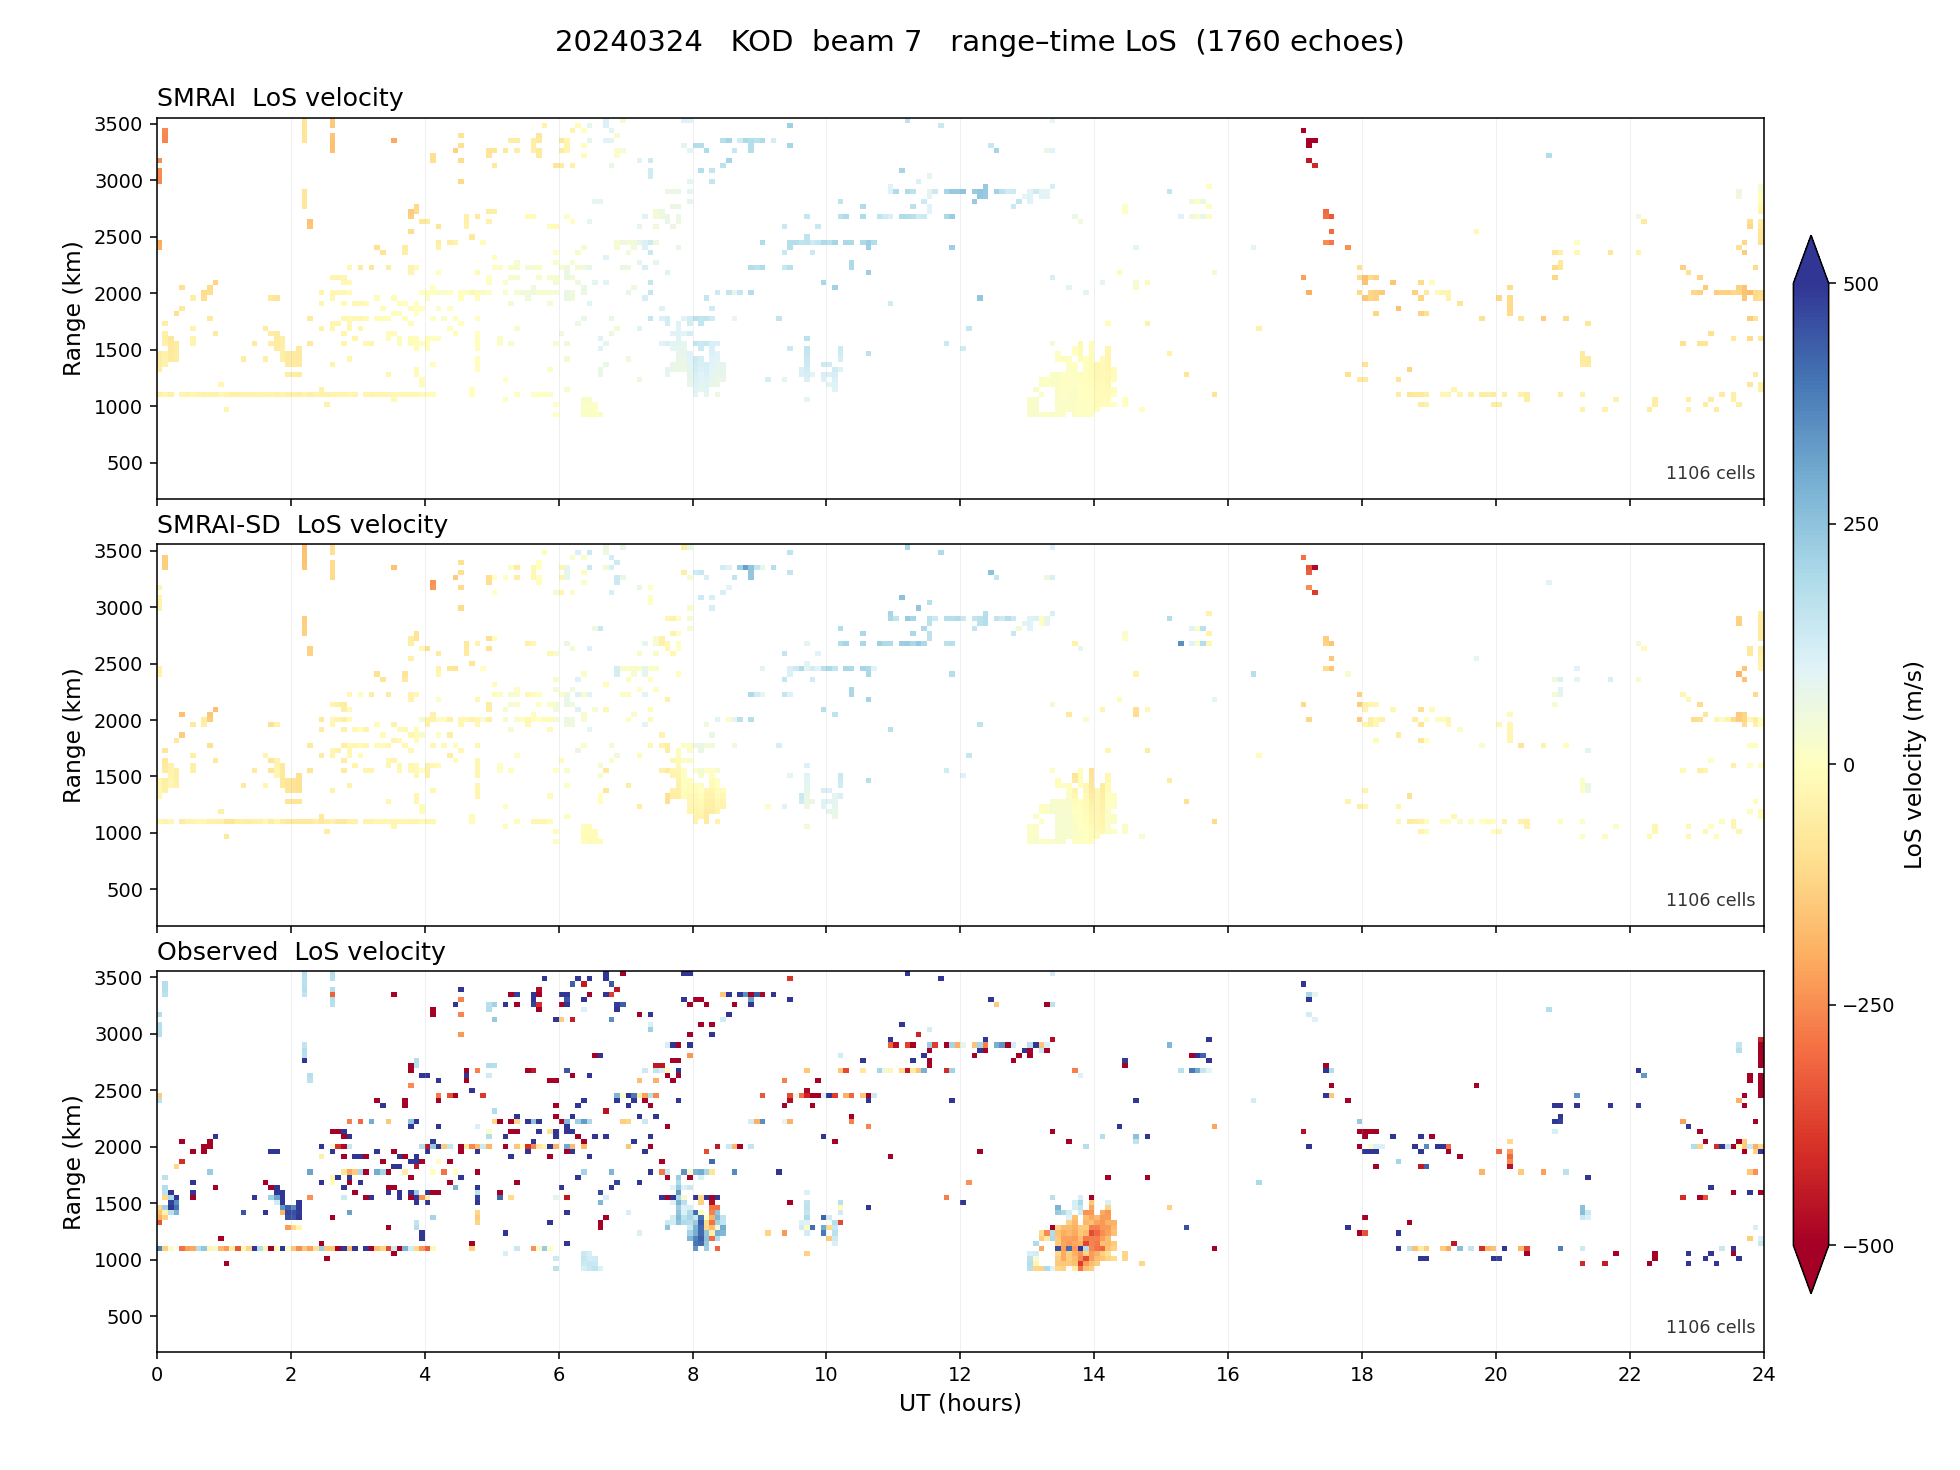 20240324   KOD  beam 7   range–time LoS  (1760 echoes)
SMRAI  LoS velocity
3500
3000
2500
2000
1500
1000
500
Range (km)
1106 cells
SMRAI-SD  LoS velocity
3500
3000
2500
2000
1500
1000
500
Range (km)
1106 cells
Observed  LoS velocity
3500
3000
2500
2000
1500
1000
500
Range (km)
1106 cells
0 2 4 6 8 10 12 14 16 18 20 22 24
UT (hours)
500
250
0
−250
−500
LoS velocity (m/s)